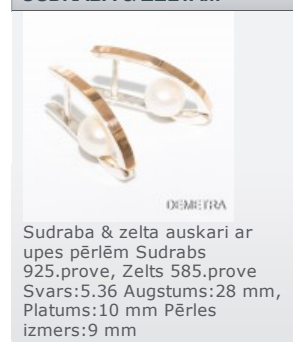 DEMETRA
Sudraba & zelta auskari ar
upes pērlēm Sudrabs
925.prove, Zelts 585.prove
Svars:5.36 Augstums:28 mm,
Platums:10 mm Pērles
izmers:9 mm